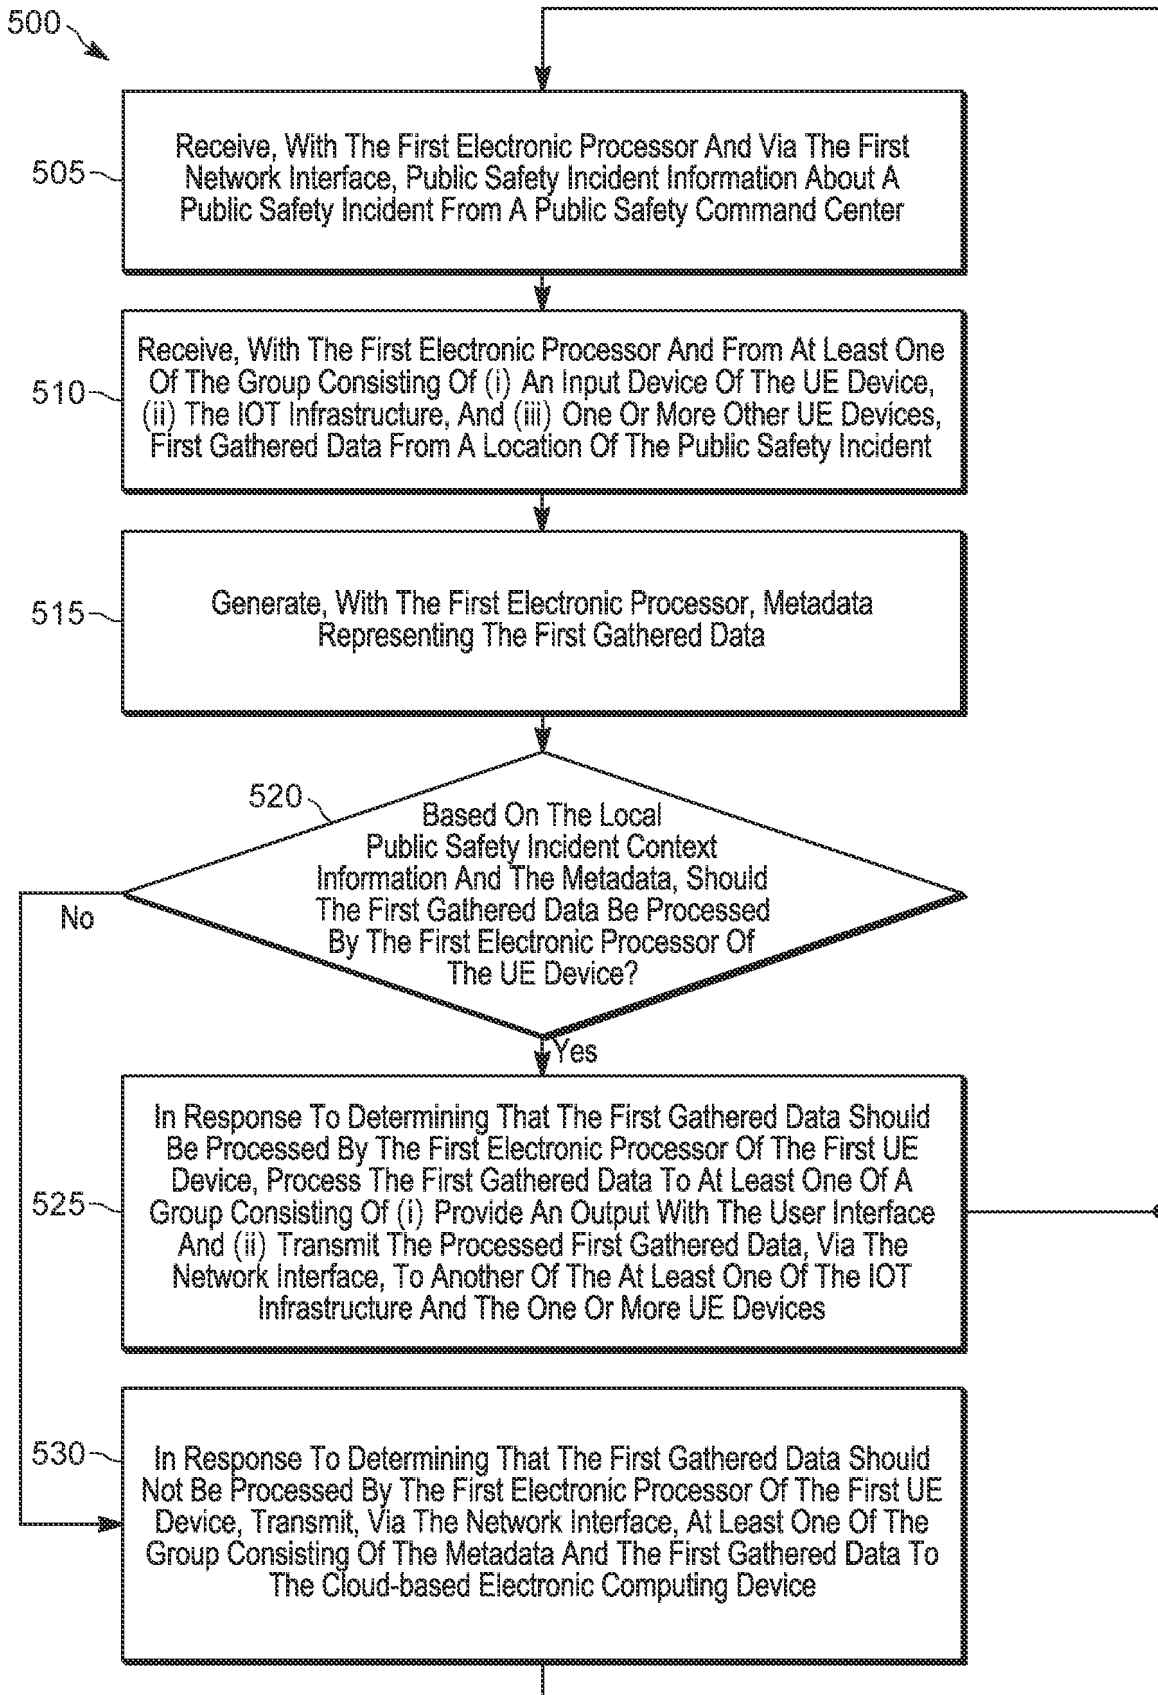 500
505
Receive, With The First Electronic Processor And Via The First
Network Interface, Public Safety Incident Information About A
Public Safety Incident From A Public Safety Command Center
510
Receive, With The First Electronic Processor And From At Least One
Of The Group Consisting Of (i) An Input Device Of The UE Device,
(ii) The IOT Infrastructure, And (iii) One Or More Other UE Devices,
First Gathered Data From A Location Of The Public Safety Incident
515
Generate, With The First Electronic Processor, Metadata
Representing The First Gathered Data
520
Based On The Local
Public Safety Incident Context
Information And The Metadata, Should
The First Gathered Data Be Processed
By The First Electronic Processor Of
The UE Device?
No
Yes
525
In Response To Determining That The First Gathered Data Should
Be Processed By The First Electronic Processor Of The First UE
Device, Process The First Gathered Data To At Least One Of A
Group Consisting Of (i) Provide An Output With The User Interface
And (ii) Transmit The Processed First Gathered Data, Via The
Network Interface, To Another Of The At Least One Of The IOT
Infrastructure And The One Or More UE Devices
530
In Response To Determining That The First Gathered Data Should
Not Be Processed By The First Electronic Processor Of The First UE
Device, Transmit, Via The Network Interface, At Least One Of The
Group Consisting Of The Metadata And The First Gathered Data To
The Cloud-based Electronic Computing Device